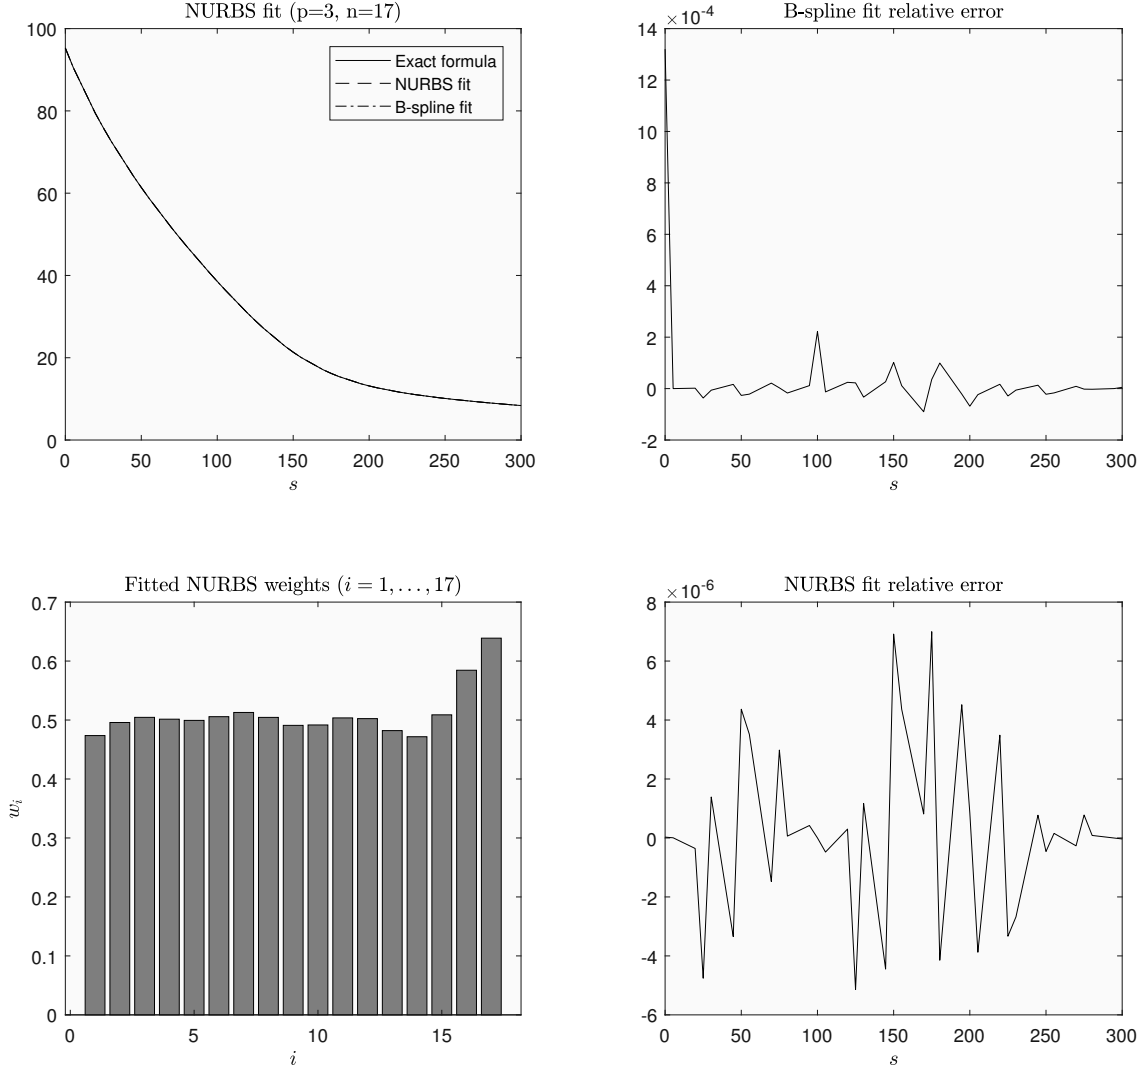 NURBS fit (p=3, n=17)
100
80
60
40
20
0
0 50 100 150 200 250 300
s
Exact formula
NURBS fit
B-spline fit
B-spline fit relative error
×10⁻⁴
14
12
10
8
6
4
2
0
-2
0 50 100 150 200 250 300
s
Fitted NURBS weights (i = 1, . . . , 17)
0.7
0.6
0.5
0.4
0.3
0.2
0.1
0
wᵢ
0 5 10 15
i
NURBS fit relative error
×10⁻⁶
8
6
4
2
0
-2
-4
-6
0 50 100 150 200 250 300
s